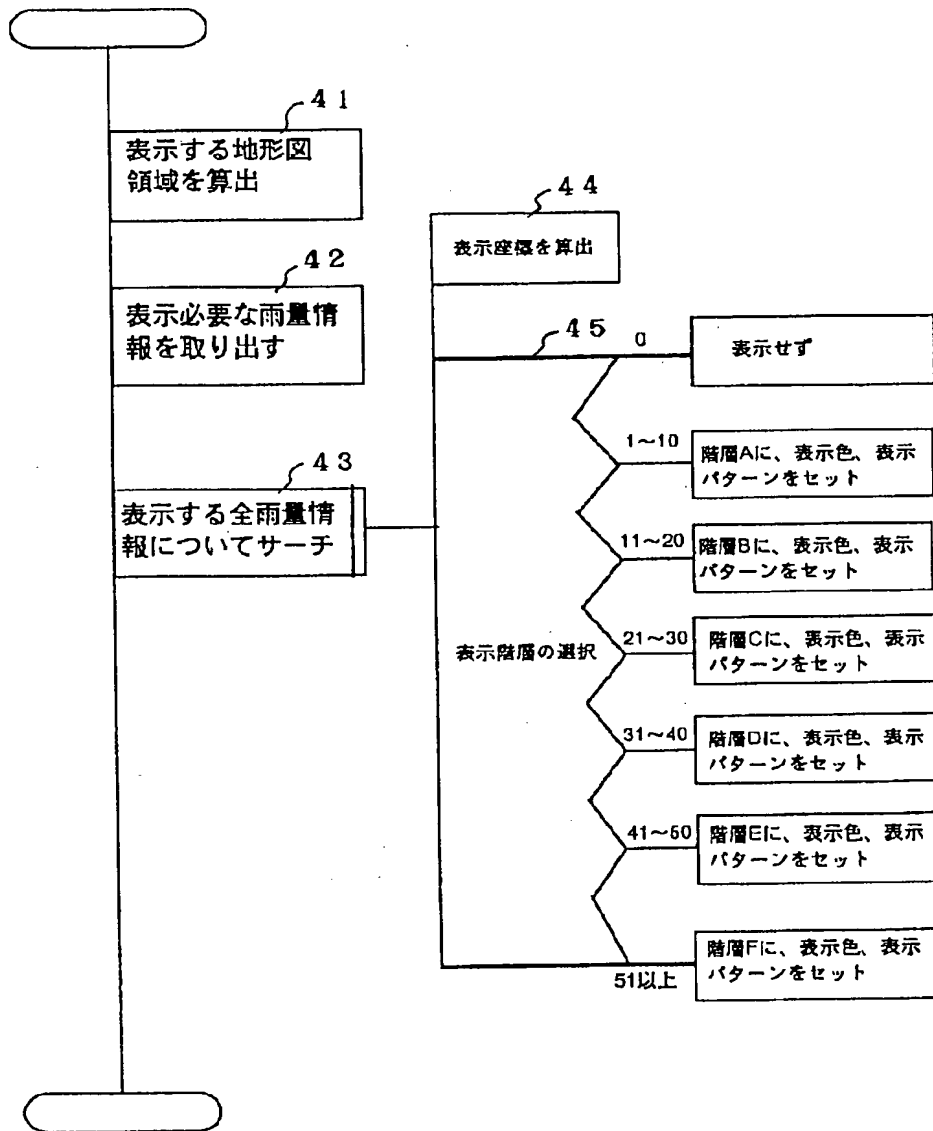 41
表示する地形図
領域を算出
42
表示必要な雨量情
報を取り出す
43
表示する全雨量情
報についてサーチ
44
表示座標を算出
45
表示階層の選択
0
表示せず
1~10
階層Aに、表示色、表示
パターンをセット
11~20
階層Bに、表示色、表示
パターンをセット
21~30
階層Cに、表示色、表示
パターンをセット
31~40
階層Dに、表示色、表示
パターンをセット
41~50
階層Eに、表示色、表示
パターンをセット
51以上
階層Fに、表示色、表示
パターンをセット